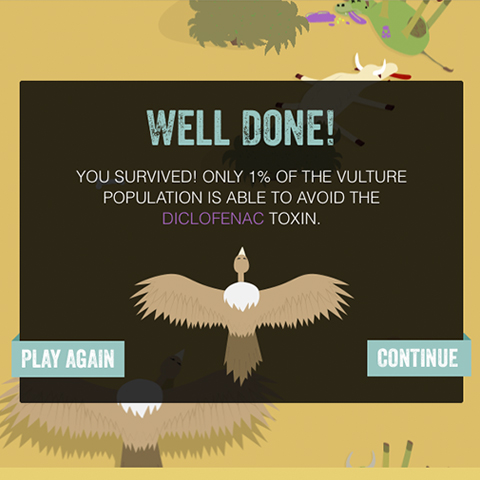 WELL DONE!
YOU SURVIVED! ONLY 1% OF THE VULTURE
POPULATION IS ABLE TO AVOID THE
DICLOFENAC TOXIN.
PLAY AGAIN
CONTINUE